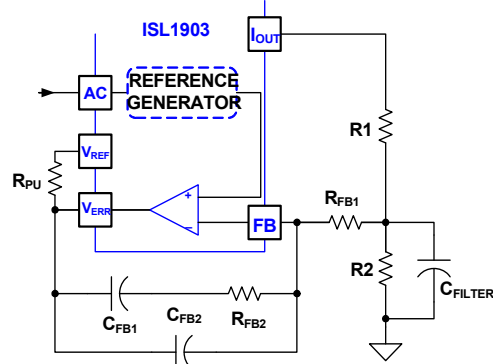 ISL1903
IOUT
AC
REFERENCE
GENERATOR
R1
VREF
RPU
VERR
+
−
FB
RFB1
R2
CFILTER
CFB1
CFB2
RFB2